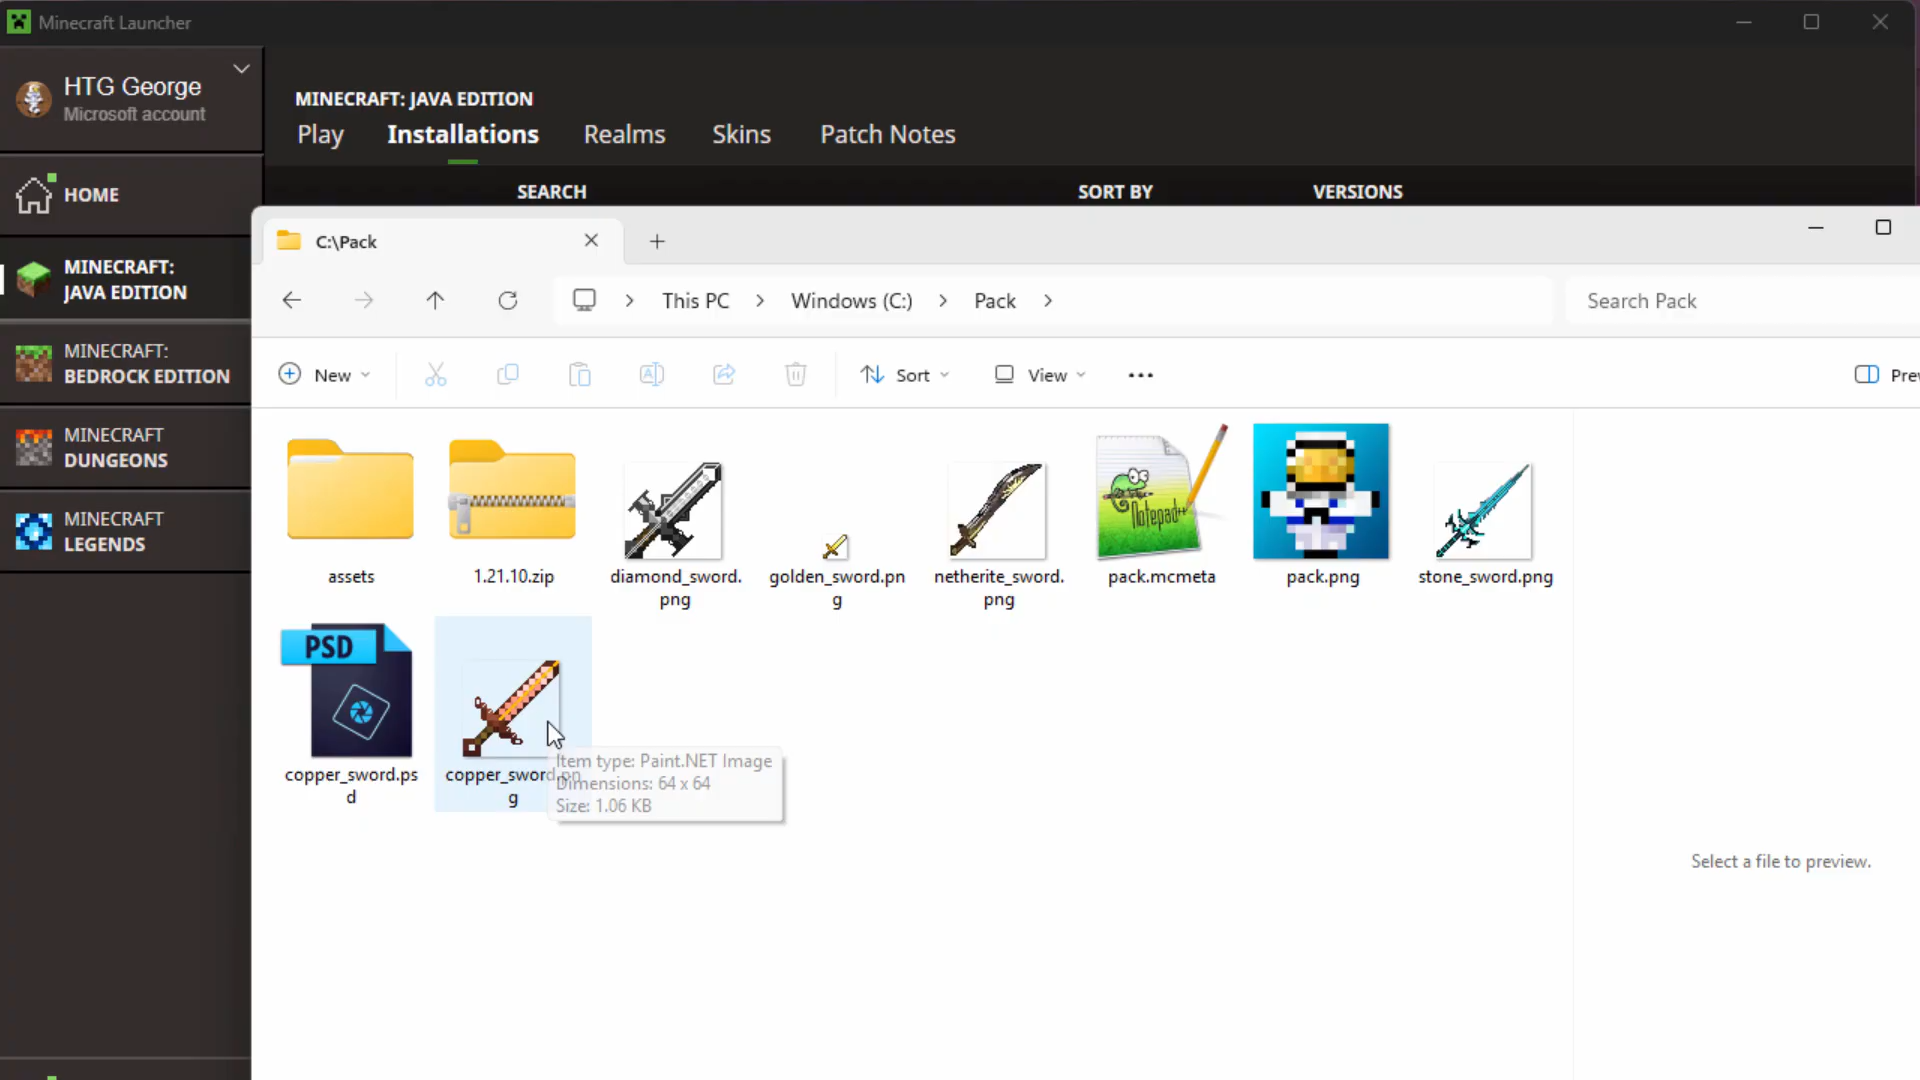 Minecraft Launcher
HTG George
Microsoft account
MINECRAFT: JAVA EDITION
Play Installations Realms Skins Patch Notes
SEARCH SORT BY VERSIONS
HOME
MINECRAFT:
JAVA EDITION
MINECRAFT:
BEDROCK EDITION
MINECRAFT
DUNGEONS
MINECRAFT
LEGENDS
C:\Pack
This PC Windows (C:) Pack
Search Pack
New Sort View Prev
assets
1.21.10.zip
diamond_sword.
png
golden_sword.pn
g
netherite_sword.
png
Notepad++
pack.mcmeta
pack.png
stone_sword.png
PSD
copper_sword.ps
d
copper_sword.pn
g
Item type: Paint.NET Image
Dimensions: 64 x 64
Size: 1.06 KB
Select a file to preview.